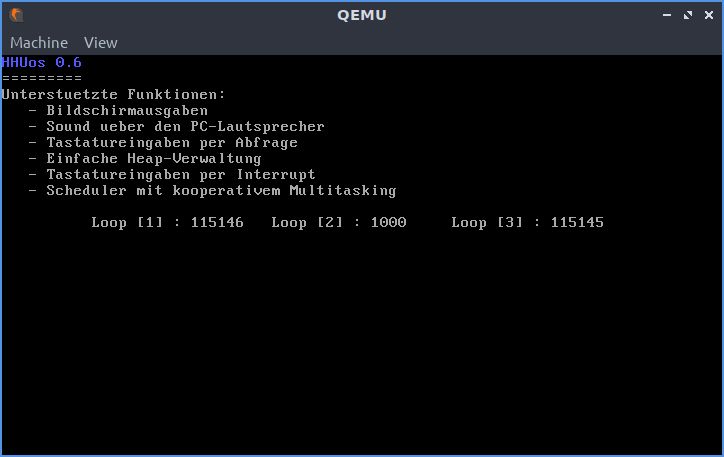 QEMU
Machine View
HHUos 0.6
=========
Unterstuetzte Funktionen:
- Bildschirmausgaben
- Sound ueber den PC-Lautsprecher
- Tastatureingaben per Abfrage
- Einfache Heap-Verwaltung
- Tastatureingaben per Interrupt
- Scheduler mit kooperativem Multitasking
Loop [1] : 115146 Loop [2] : 1000 Loop [3] : 115145